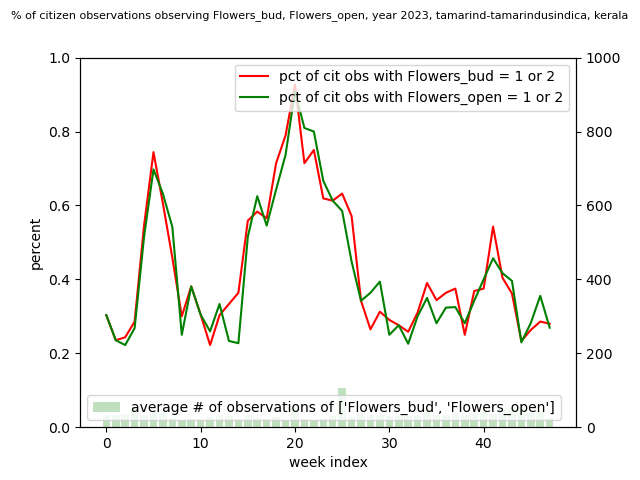 % of citizen observations observing Flowers_bud, Flowers_open, year 2023, tamarind-tamarindusindica, kerala
pct of cit obs with Flowers_bud = 1 or 2
pct of cit obs with Flowers_open = 1 or 2
1.0
0.8
0.6
0.4
0.2
0.0
percent
1000
800
600
400
200
0
average # of observations of ['Flowers_bud', 'Flowers_open']
0 10 20 30 40
week index